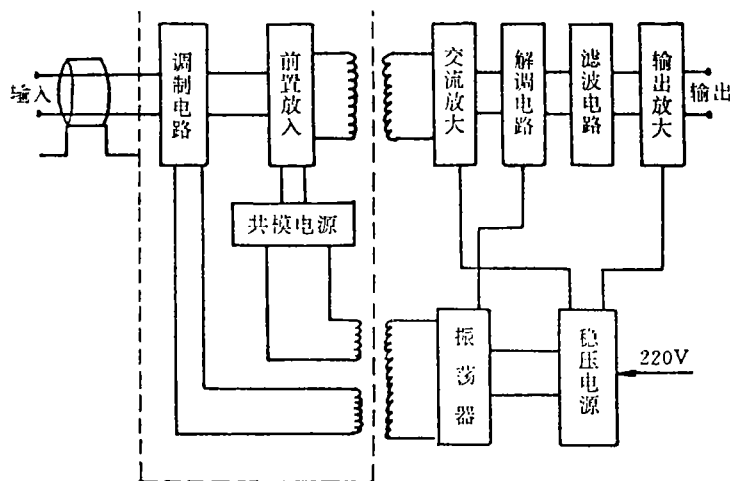 输入
调制电路
前置放入
交流放大
解调电路
滤波电路
输出放大
输出
共模电源
振荡器
稳压电源
220V